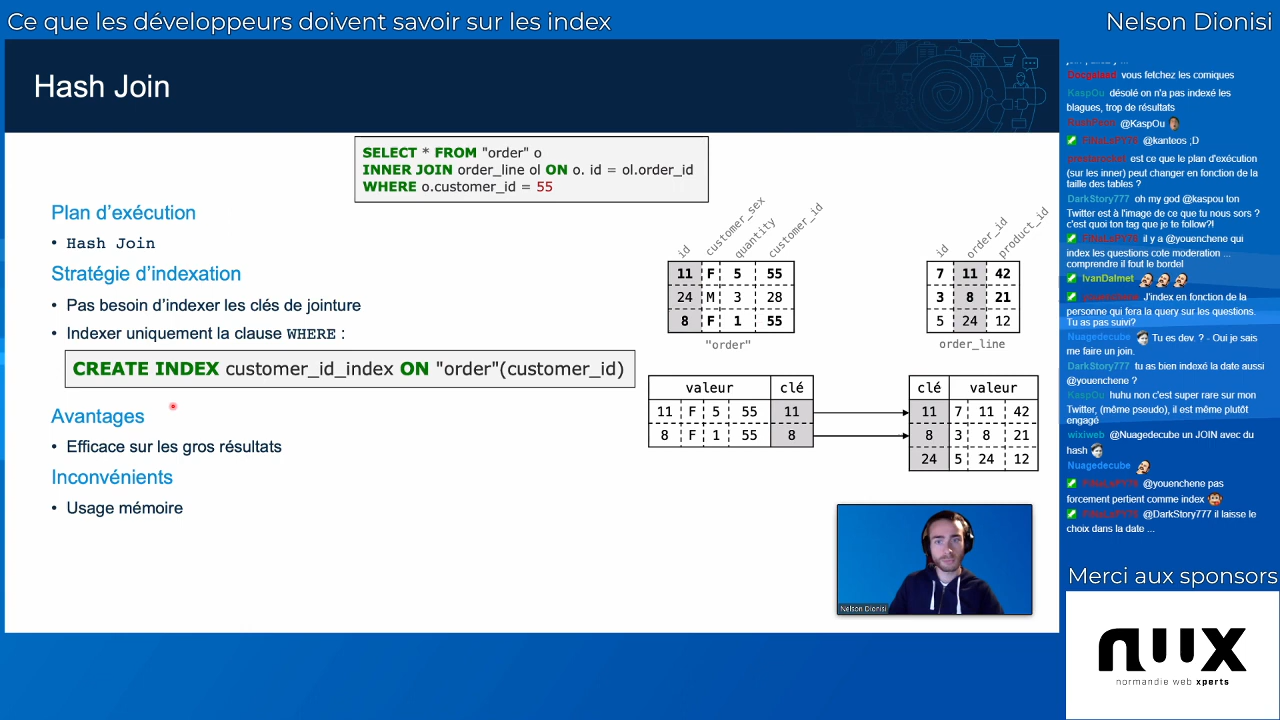 Ce que les développeurs doivent savoir sur les index
Nelson Dionisi
Hash Join
SELECT * FROM "order" o
INNER JOIN order_line ol ON o. id = ol.order_id
WHERE o.customer_id = 55
Plan d'exécution
• Hash Join
Stratégie d'indexation
• Pas besoin d'indexer les clés de jointure
• Indexer uniquement la clause WHERE :
CREATE INDEX customer_id_index ON "order"(customer_id)
Avantages
• Efficace sur les gros résultats
Inconvénients
• Usage mémoire
id customer_sex quantity customer_id
11 F 5 55
24 M 3 28
8 F 1 55
"order"
id order_id product_id
7 11 42
3 8 21
5 24 12
order_line
valeur clé
11 F 5 55 11
8 F 1 55 8
clé valeur
11 7 11 42
8 3 8 21
24 5 24 12
Nelson Dionisi
vous fetchez les comiques
KaspOu désolé on n'a pas indexé les
blagues, trop de résultats
@KaspOu
@kanteos ;D
est ce que le plan d'exécution
(sur les inner) peut changer en fonction de la
taille des tables ?
DarkStory777 oh my god @kaspou ton
Twitter est à l'image de ce que tu nous sors ?
c'est quoi ton tag que je te follow?!
il y a @youenchene qui
index les questions cote moderation ...
comprendre il fout le bordel
IvanDalmet
J'index en fonction de la
personne qui fera la query sur les questions.
Tu as pas suivi?
Nuagedecube Tu es dev. ? - Oui je sais
me faire un join.
DarkStory777 tu as bien indexé la date aussi
@youenchene ?
KaspOu huhu non c'est super rare sur mon
Twitter, (même pseudo), il est même plutôt
engagé
wixiweb @Nuagedecube un JOIN avec du
hash
Nuagedecube
@youenchene pas
forcement pertient comme index
@DarkStory777 il laisse le
choix dans la date ...
Merci aux sponsors
nwx
normandie web xperts